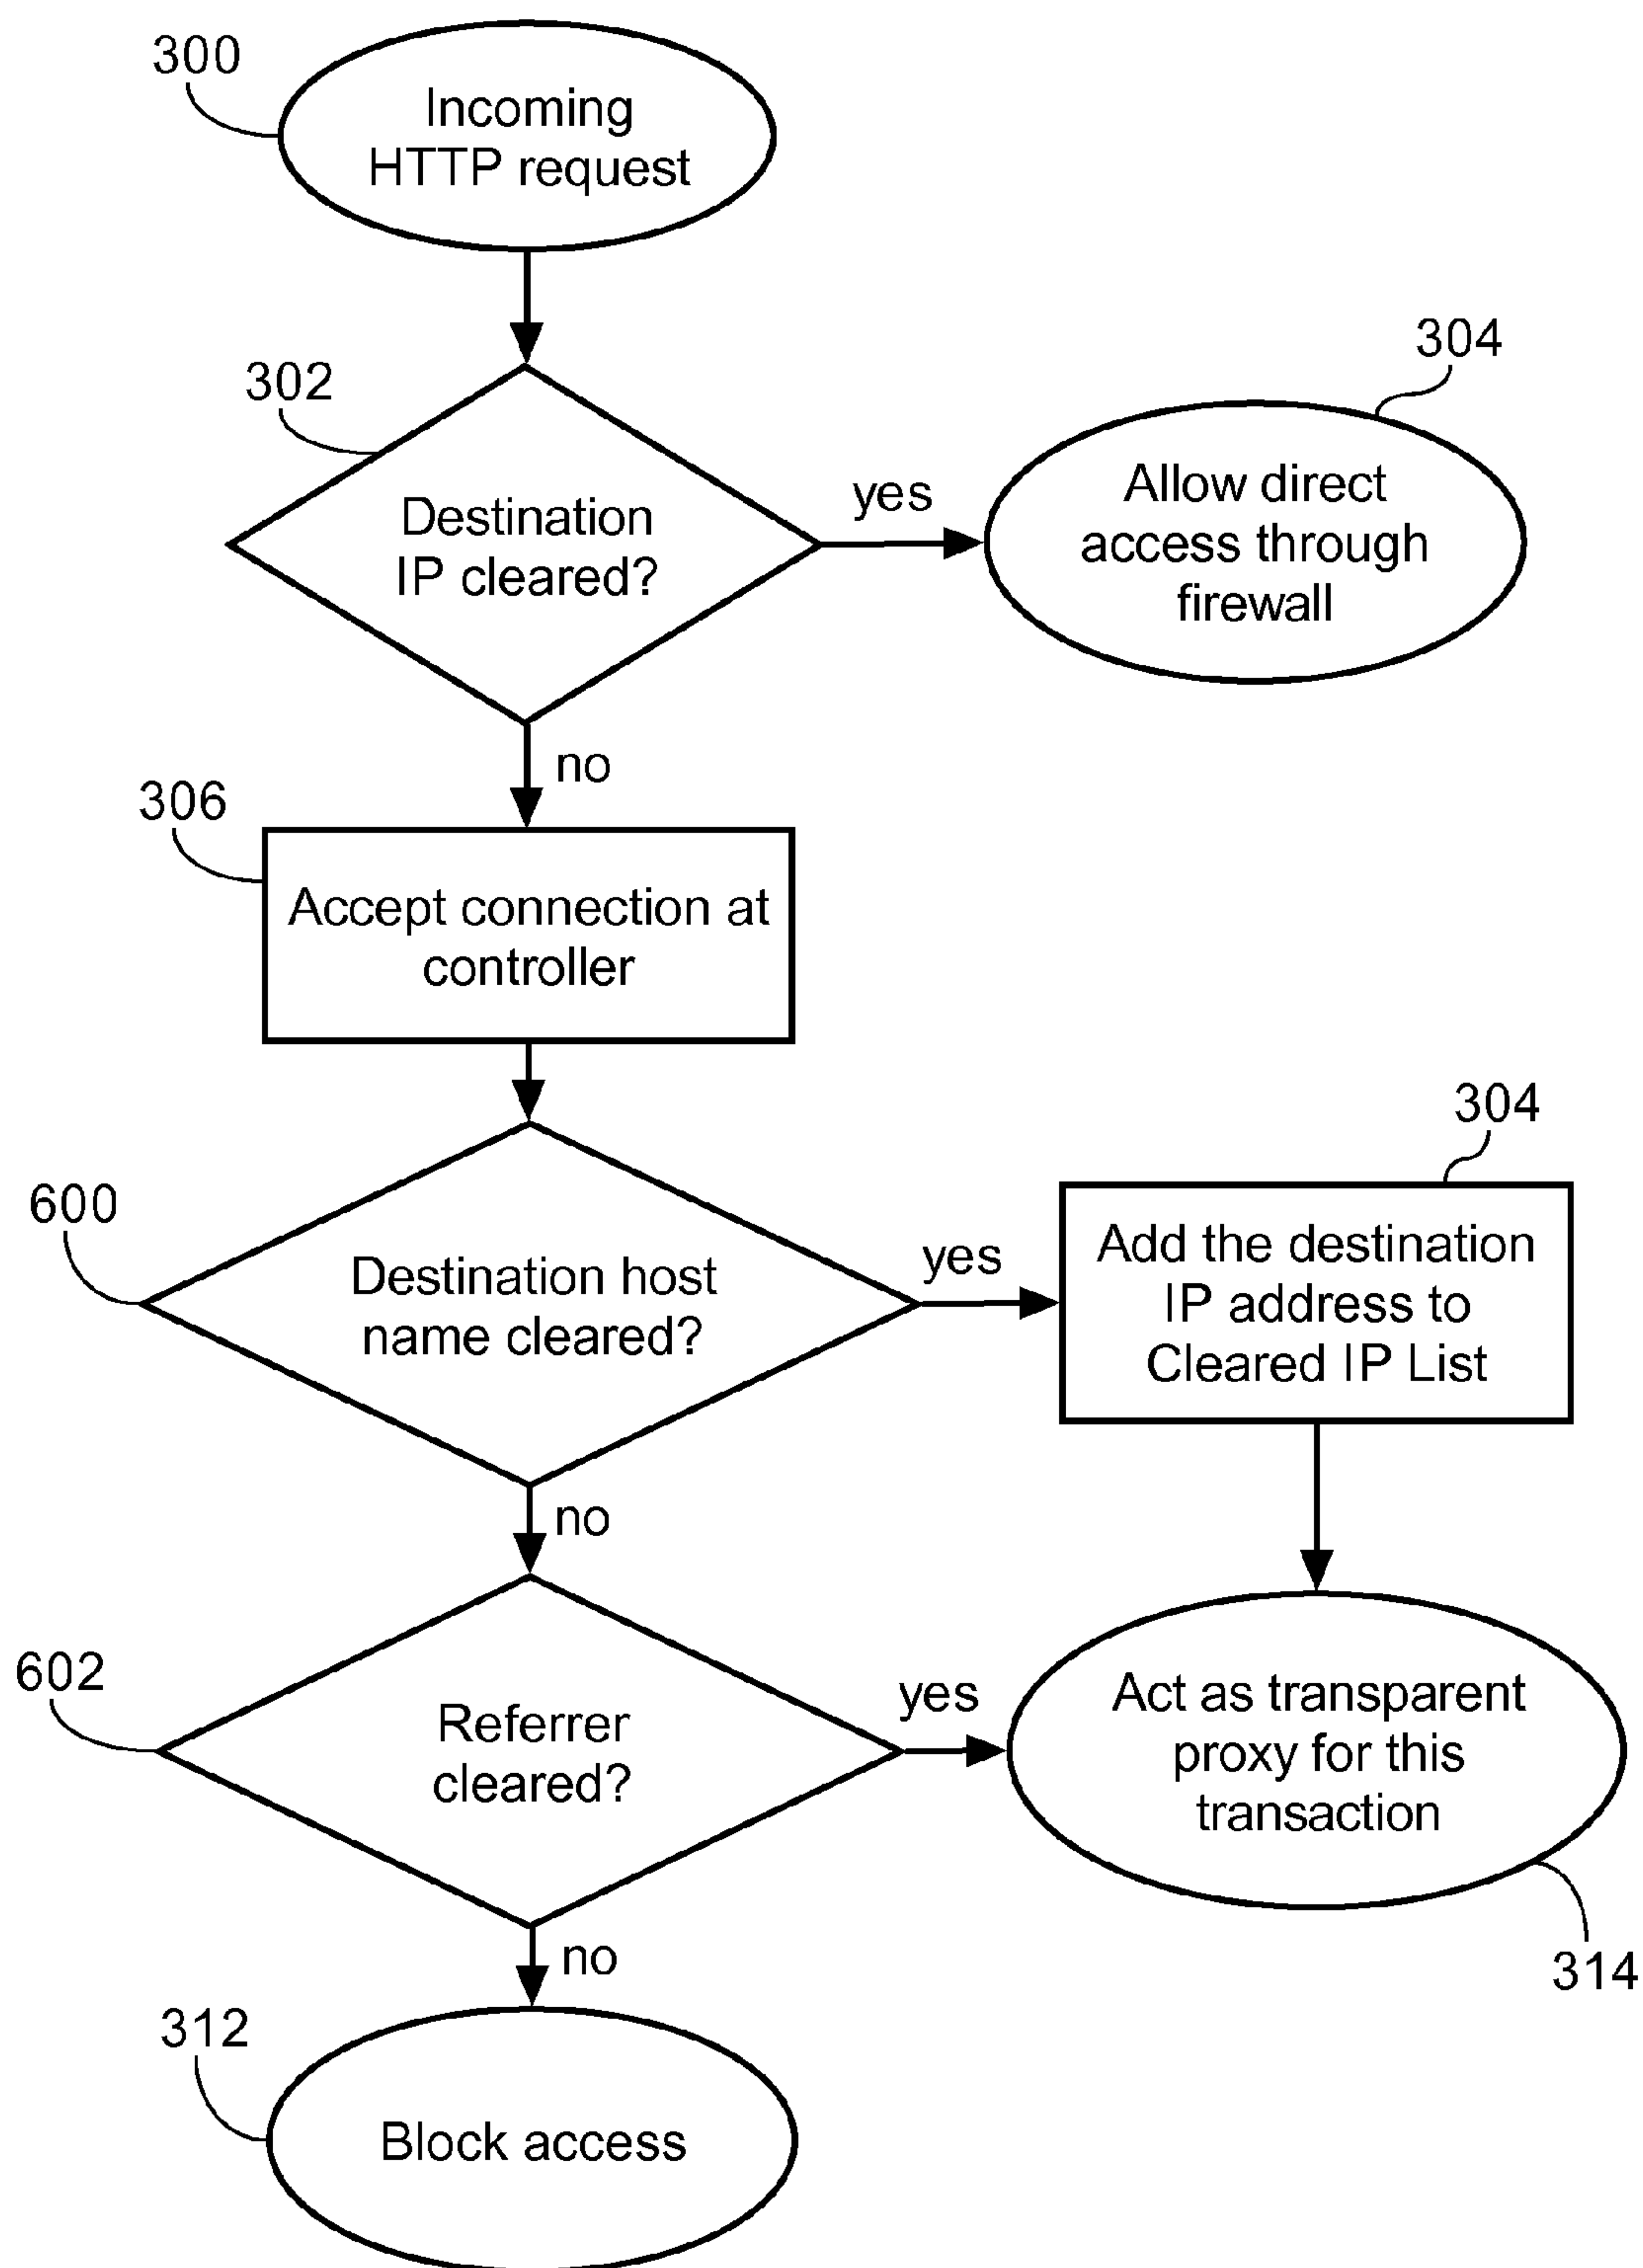 300
Incoming
HTTP request
302
Destination
IP cleared?
yes
304
Allow direct
access through
firewall
no
306
Accept connection at
controller
600
Destination host
name cleared?
yes
304
Add the destination
IP address to
Cleared IP List
no
602
Referrer
cleared?
yes
Act as transparent
proxy for this
transaction
314
no
312
Block access